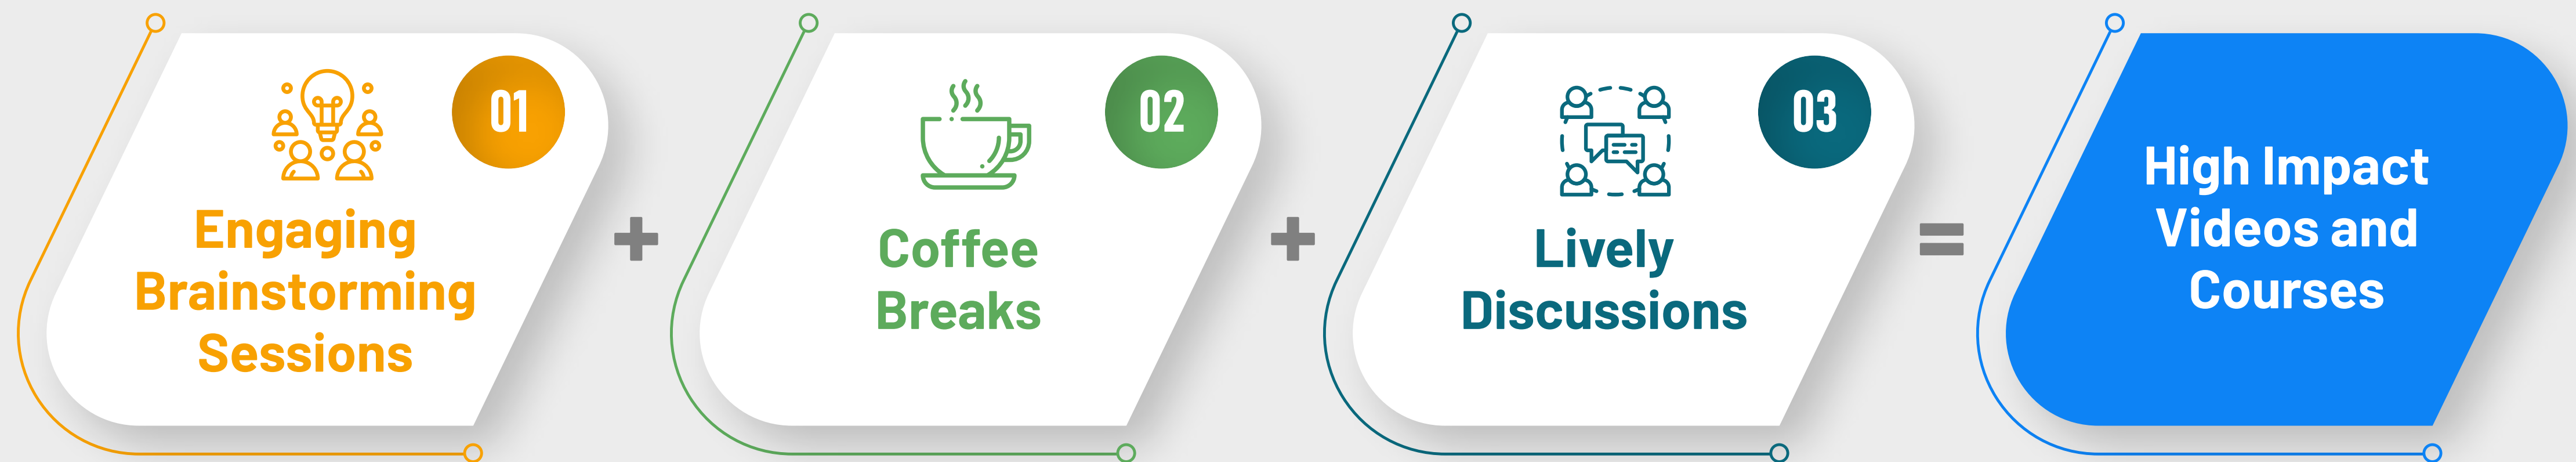 01
Engaging
Brainstorming
Sessions
+
02
Coffee
Breaks
+
03
Lively
Discussions
=
High Impact
Videos and
Courses